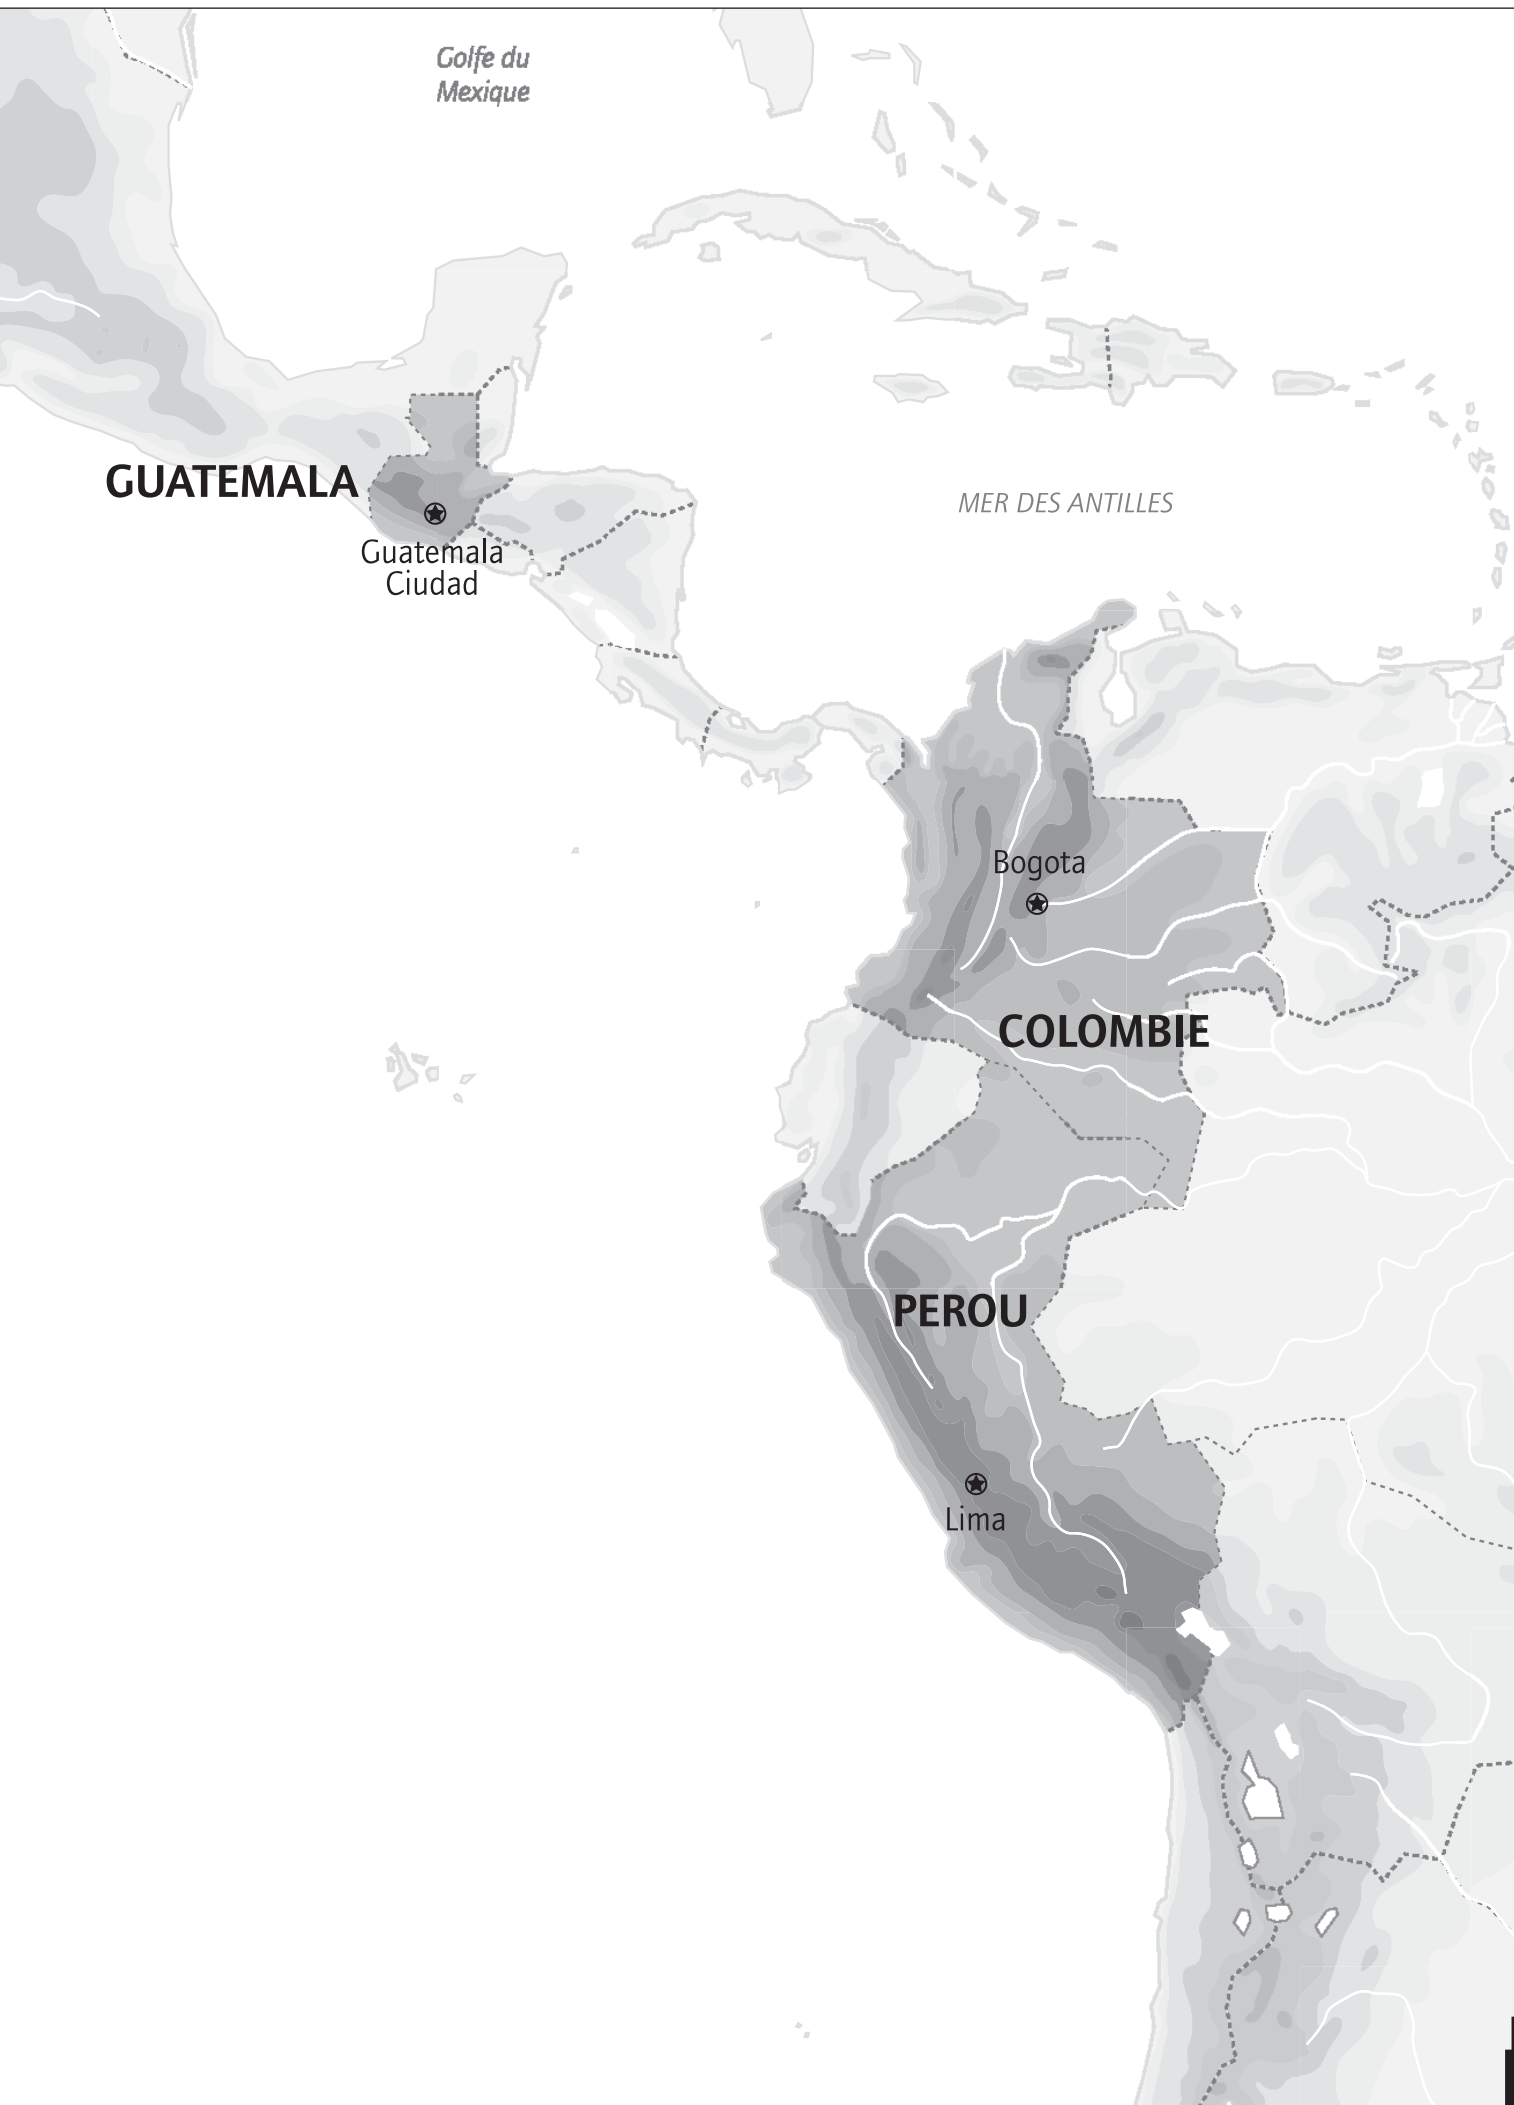 Golfe du
Mexique
GUATEMALA
MER DES ANTILLES
Guatemala
Ciudad
Bogota
COLOMBIE
PEROU
Lima